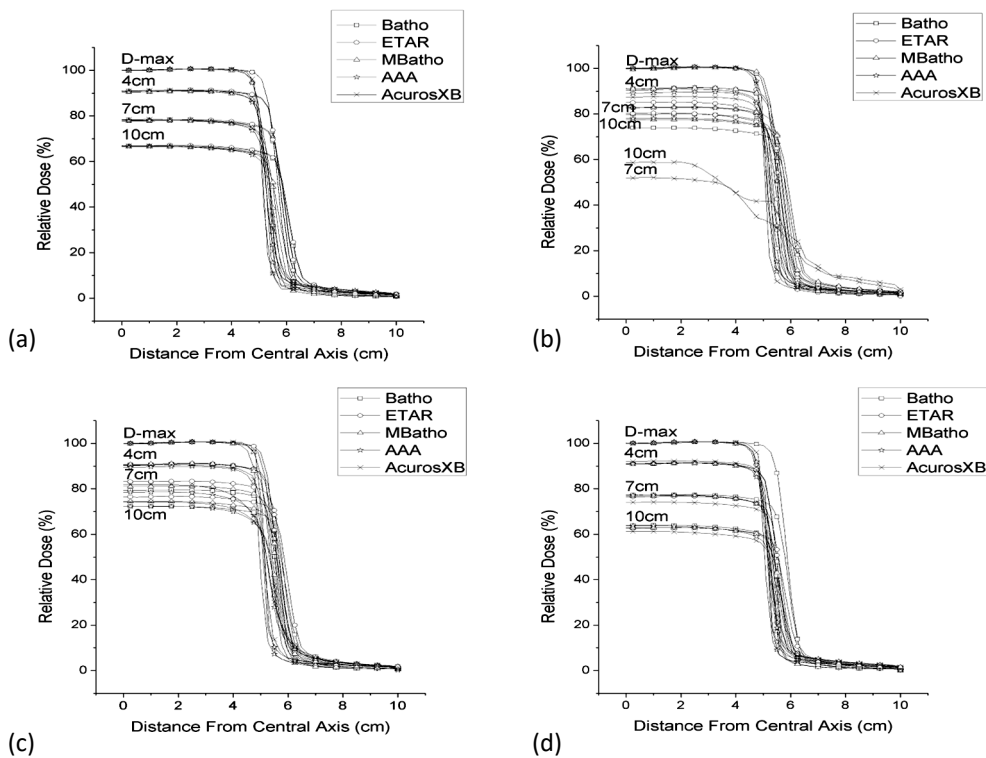 (a)
Batho
ETAR
MBatho
AAA
AcurosXB
D-max
4cm
7cm
10cm
Relative Dose (%)
100
80
60
40
20
0
0 2 4 6 8 10
Distance From Central Axis (cm)
(b)
Batho
ETAR
MBatho
AAA
AcurosXB
D-max
4cm
7cm
10cm
10cm
7cm
Relative Dose (%)
100
80
60
40
20
0
0 2 4 6 8 10
Distance From Central Axis (cm)
(c)
Batho
ETAR
MBatho
AAA
AcurosXB
D-max
4cm
7cm
10cm
Relative Dose (%)
100
80
60
40
20
0
0 2 4 6 8 10
Distance From Central Axis (cm)
(d)
Batho
ETAR
MBatho
AAA
AcurosXB
D-max
4cm
7cm
10cm
Relative Dose (%)
100
80
60
40
20
0
0 2 4 6 8 10
Distance From Central Axis (cm)